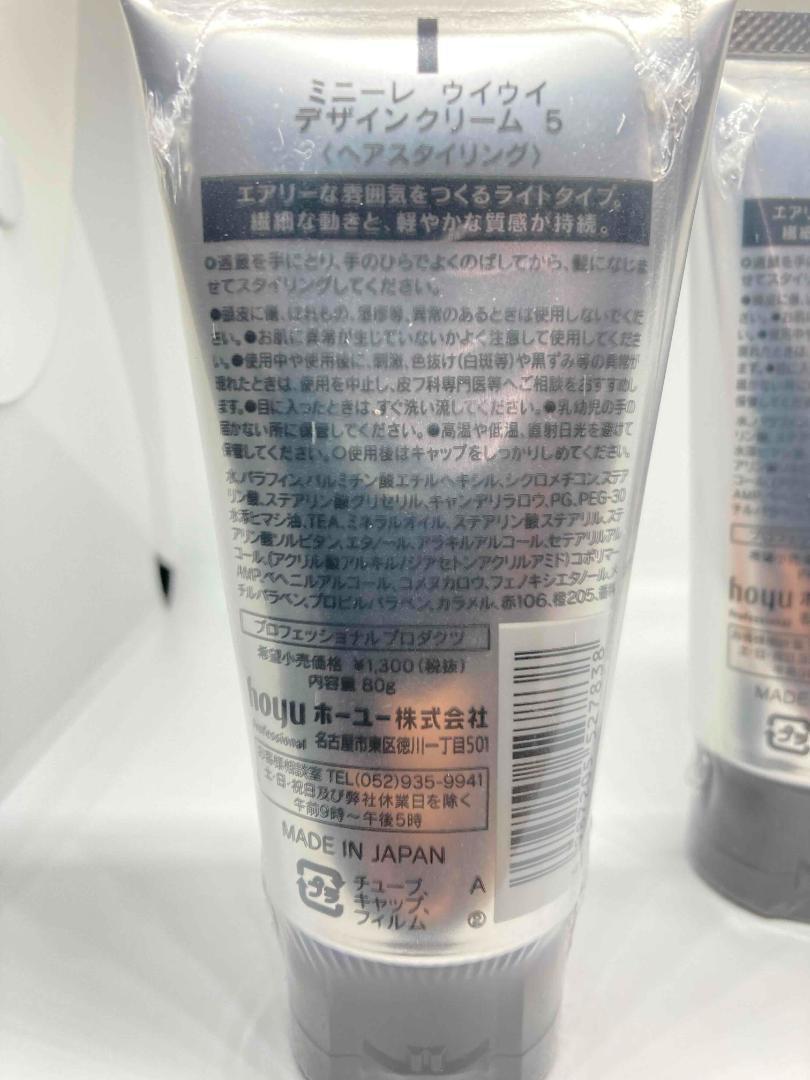 ミニーレ ウイウイ
デザインクリーム 5
〈ヘアスタイリング〉
エアリーな雰囲気をつくるライトタイプ。
繊細な動きと、軽やかな質感が持続。
○適量を手にとり、手のひらでよくのばしてから、髪になじま
せてスタイリングしてください。
●頭皮に傷、はれもの、湿疹等、異常のあるときは使用しないでくだ
さい。●お肌に異常が生じていないかよく注意して使用してくださ
い。●使用中や使用後に、刺激、色抜け(白斑等)や黒ずみ等の異常が
現れたときは、使用を中止し、皮フ科専門医等へご相談をおすすめし
ます。●目に入ったときは、すぐ洗い流してください。●乳幼児の手の
届かない所に保管してください。●高温や低温、直射日光を避けて
保管してください。○使用後はキャップをしっかりしめてください。
水、パラフィン、パルミチン酸エチルヘキシル、シクロメチコン、ステア
リン酸、ステアリン酸グリセリル、キャンデリラロウ、PG、PEG-30
水添ヒマシ油、TEA、ミネラルオイル、ステアリン酸ステアリル、ステ
アリン酸ソルビタン、エタノール、アラキルアルコール、セテアリルアル
コール、(アクリル酸アルキル/ジアセトンアクリルアミド)コポリマー
AMP、ベヘニルアルコール、コメヌカロウ、フェノキシエタノール、メ
チルパラベン、プロピルパラベン、カラメル、赤106、橙205、香料
プロフェッショナルプロダクツ
希望小売価格 ¥1,300(税抜)
内容量 80g
hoyu ホーユー株式会社
Professional 名古屋市東区徳川一丁目501
お客様相談室 TEL(052)935-9941
土・日・祝日及び弊社休業日を除く
午前9時～午後5時
MADE IN JAPAN
プラ
チューブ、
キャップ、
フィルム
A